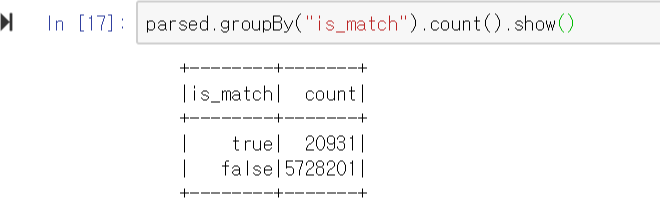 In [17]: parsed.groupBy("is_match").count().show()
+--------+-------+
|is_match|  count|
+--------+-------+
|    true|  20931|
|   false|5728201|
+--------+-------+